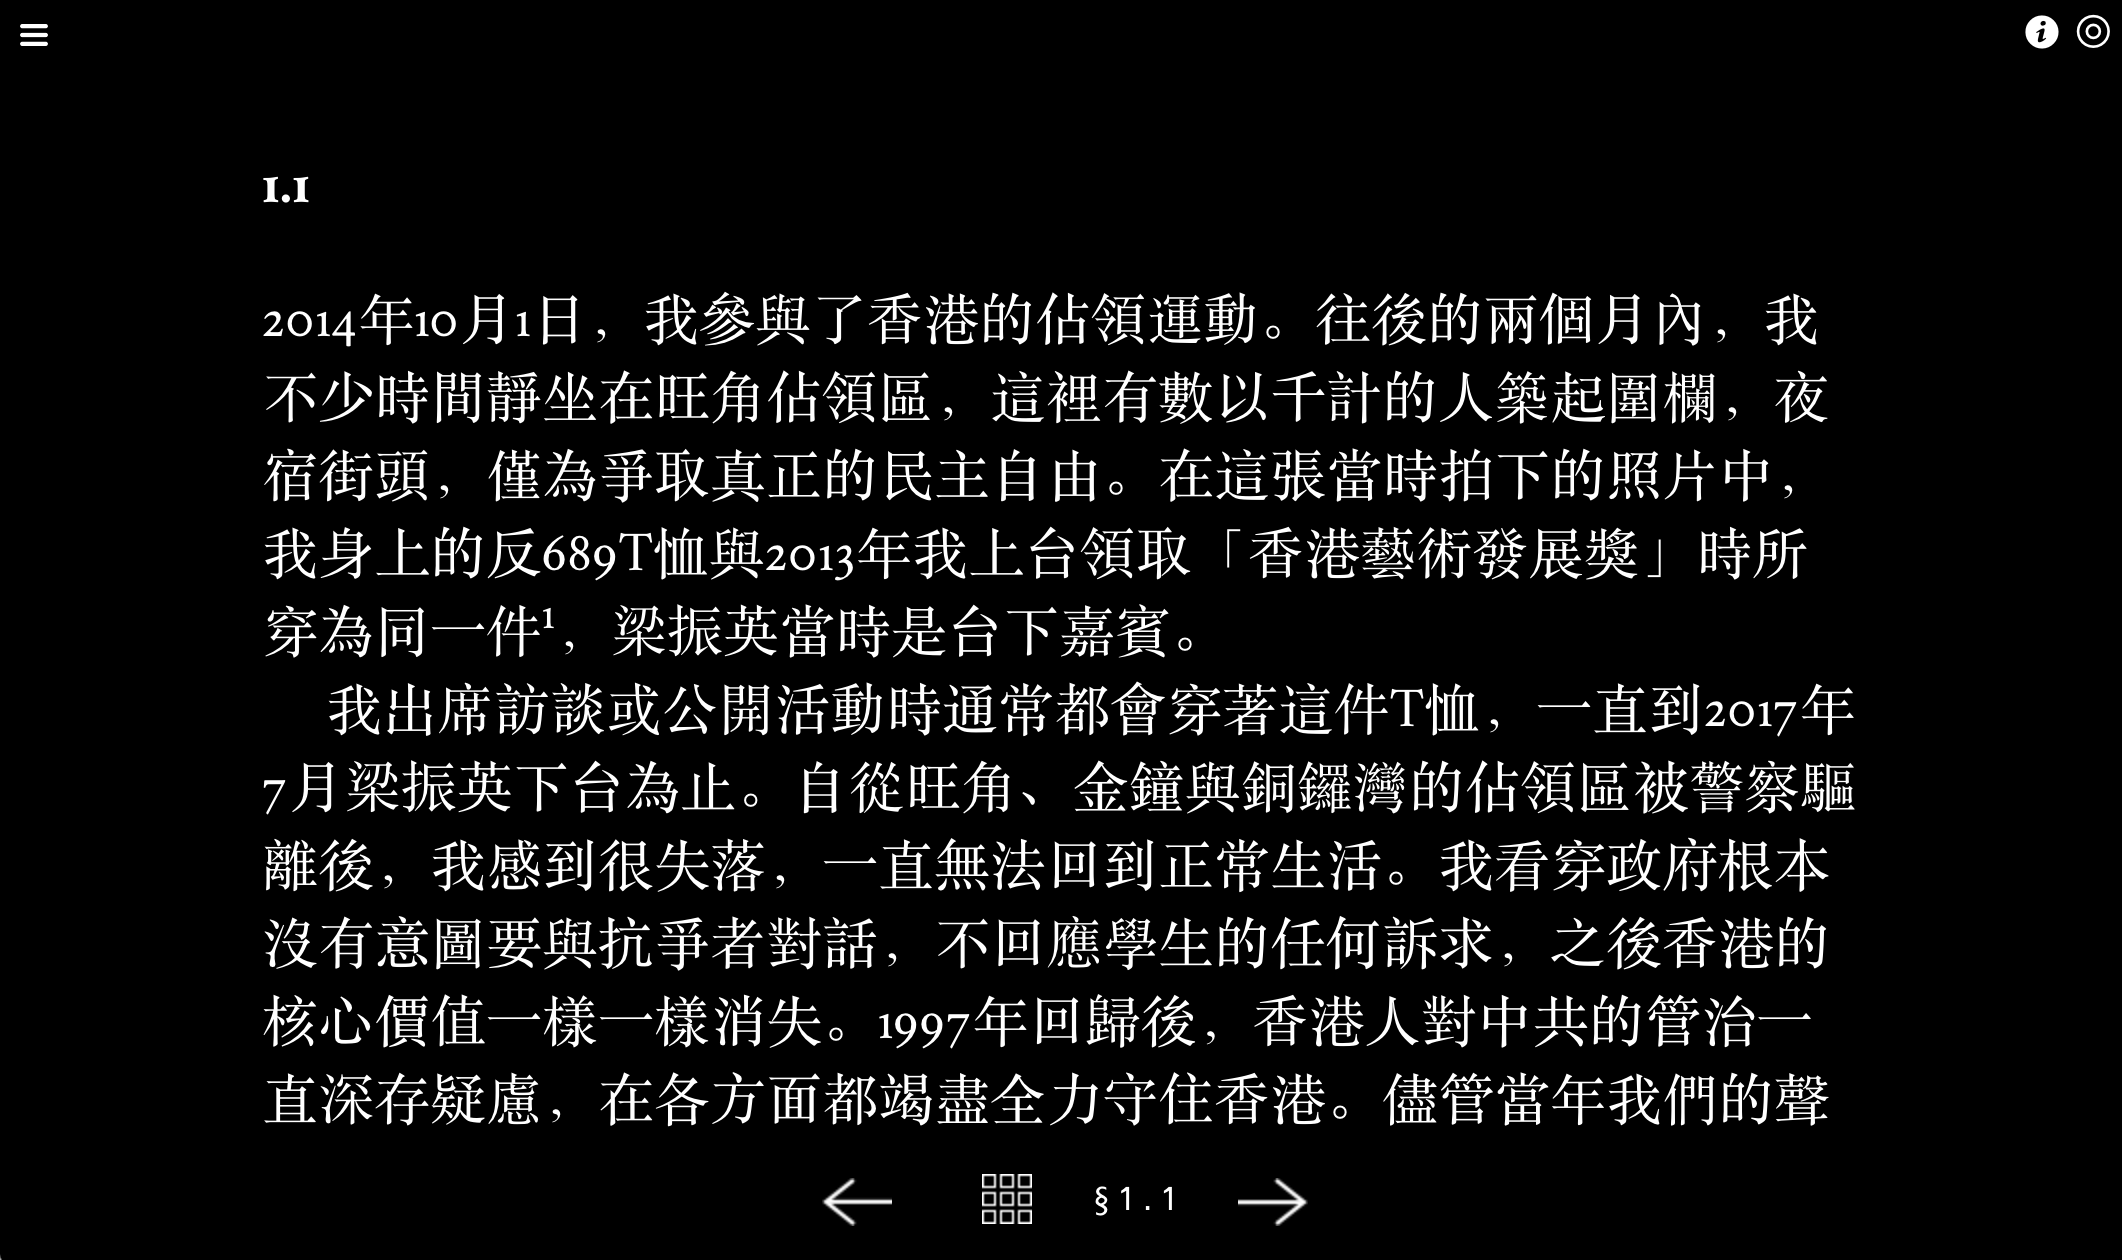 1.1
2014年10月1日，我參與了香港的佔領運動。往後的兩個月內，我
不少時間靜坐在旺角佔領區，這裡有數以千計的人築起圍欄，夜
宿街頭，僅為爭取真正的民主自由。在這張當時拍下的照片中，
我身上的反689T恤與2013年我上台領取「香港藝術發展獎」時所
穿為同一件¹，梁振英當時是台下嘉賓。
我出席訪談或公開活動時通常都會穿著這件T恤，一直到2017年
7月梁振英下台為止。自從旺角、金鐘與銅鑼灣的佔領區被警察驅
離後，我感到很失落，一直無法回到正常生活。我看穿政府根本
沒有意圖要與抗爭者對話，不回應學生的任何訴求，之後香港的
核心價值一樣一樣消失。1997年回歸後，香港人對中共的管治一
直深存疑慮，在各方面都竭盡全力守住香港。儘管當年我們的聲
§1.1